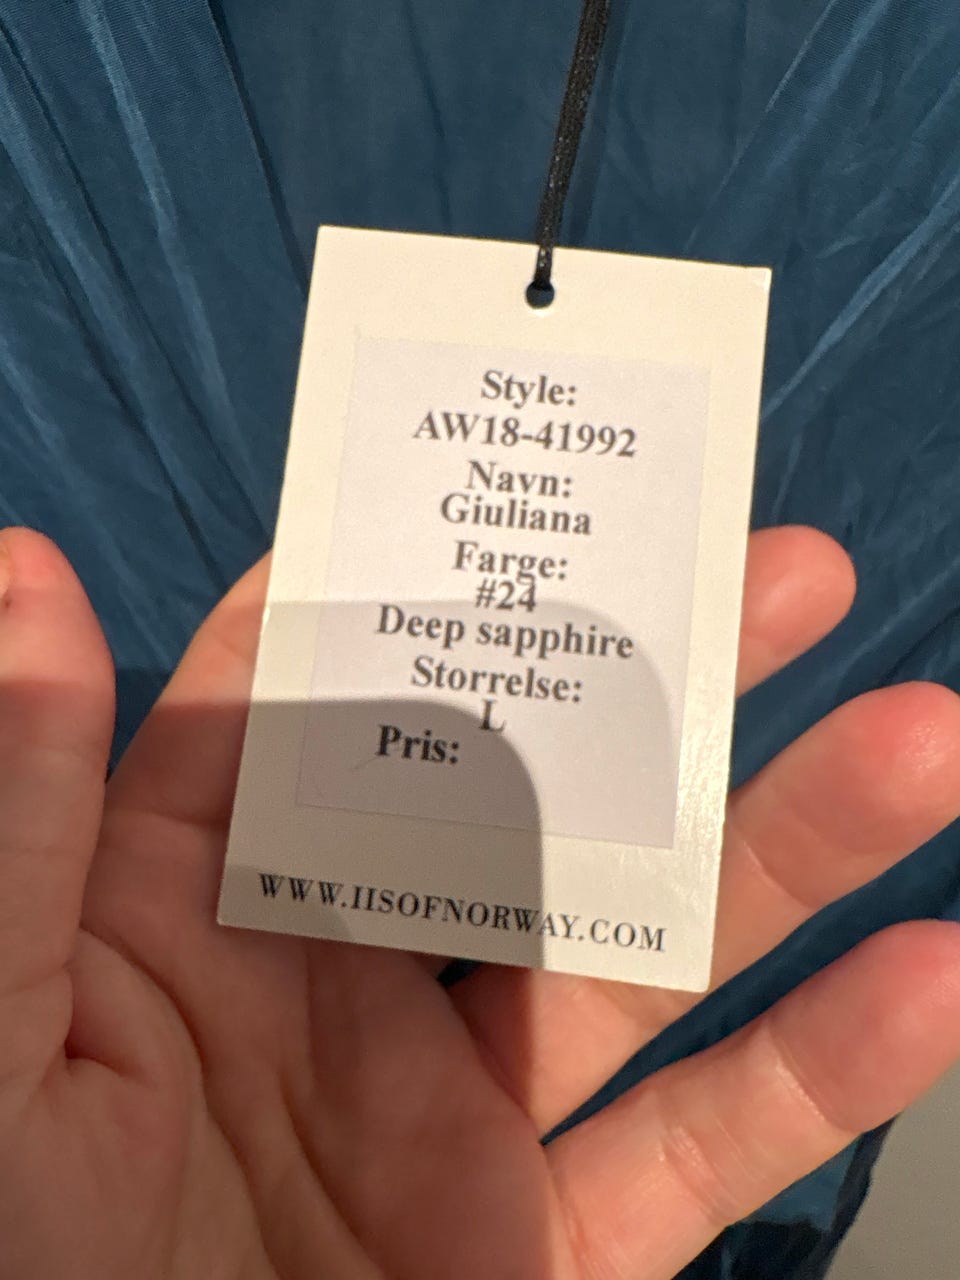 Style:
AW18-41992
Navn:
Giuliana
Farge:
#24
Deep sapphire
Storrelse:
L
Pris:
WWW.IISOFNORWAY.COM